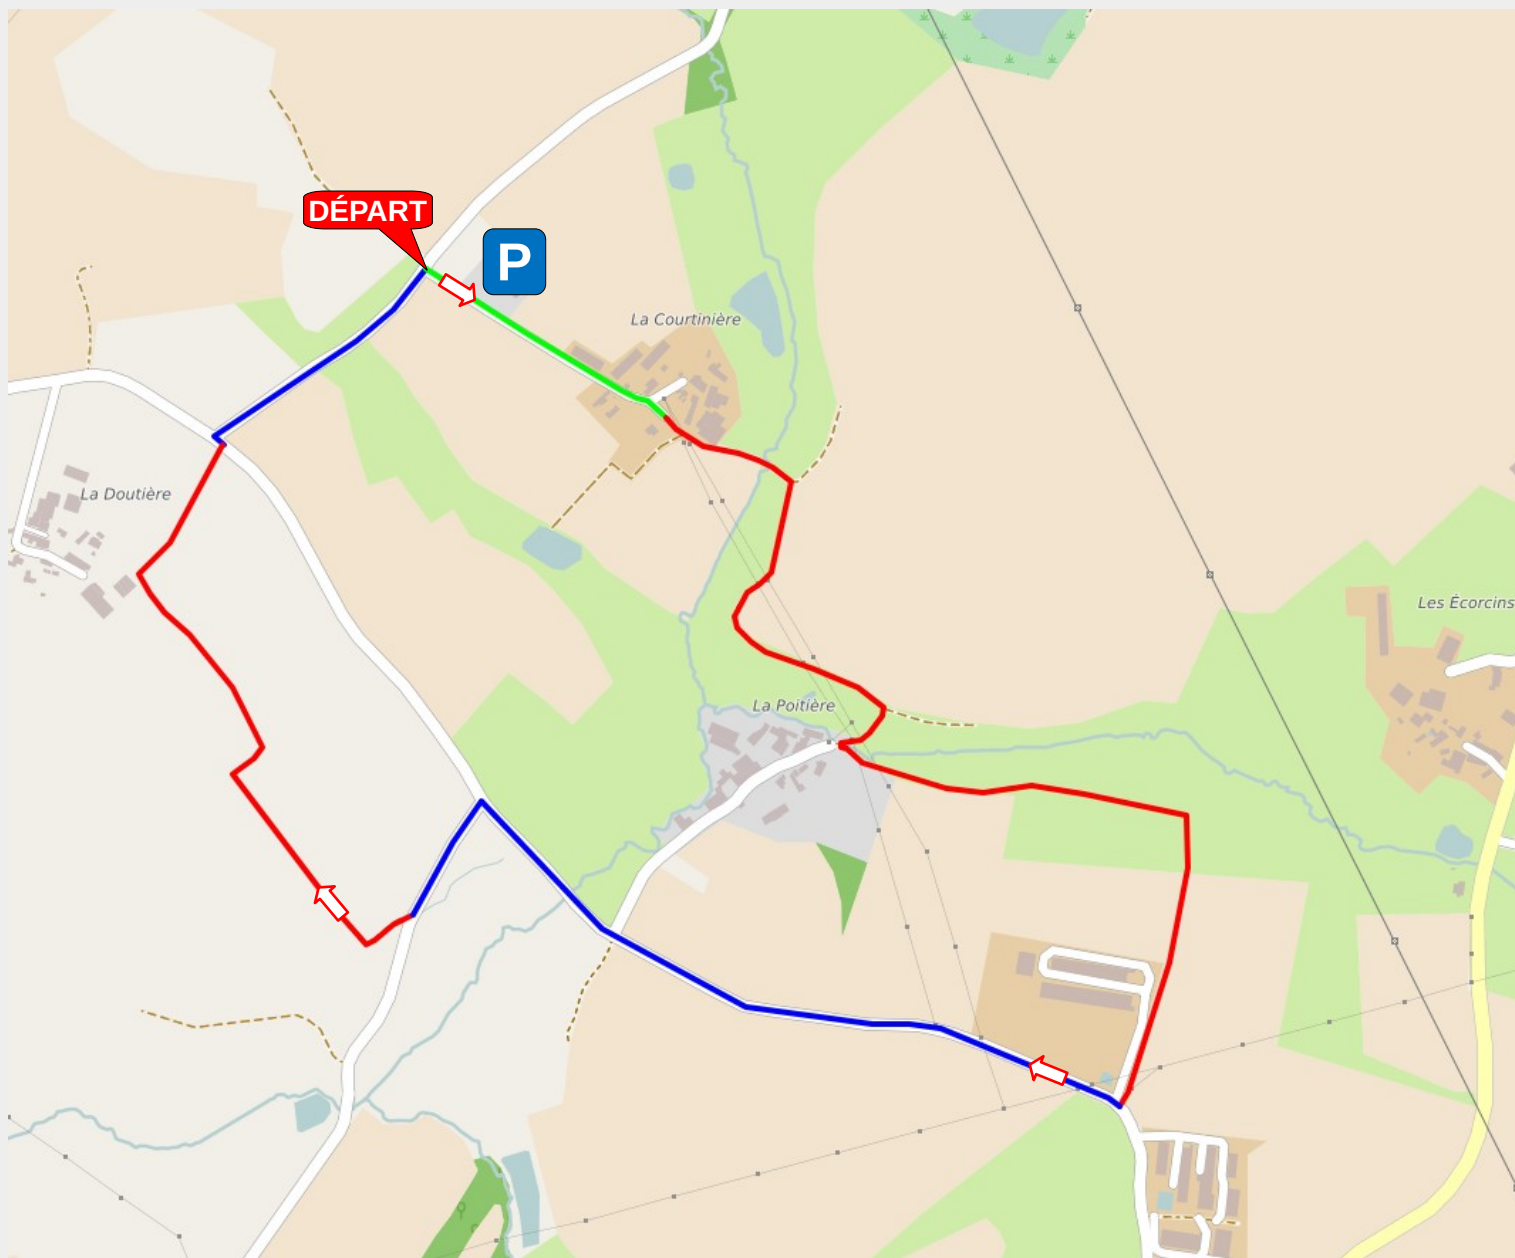 DÉPART
P
La Courtinière
La Doutière
Les Écorcins
La Poitière